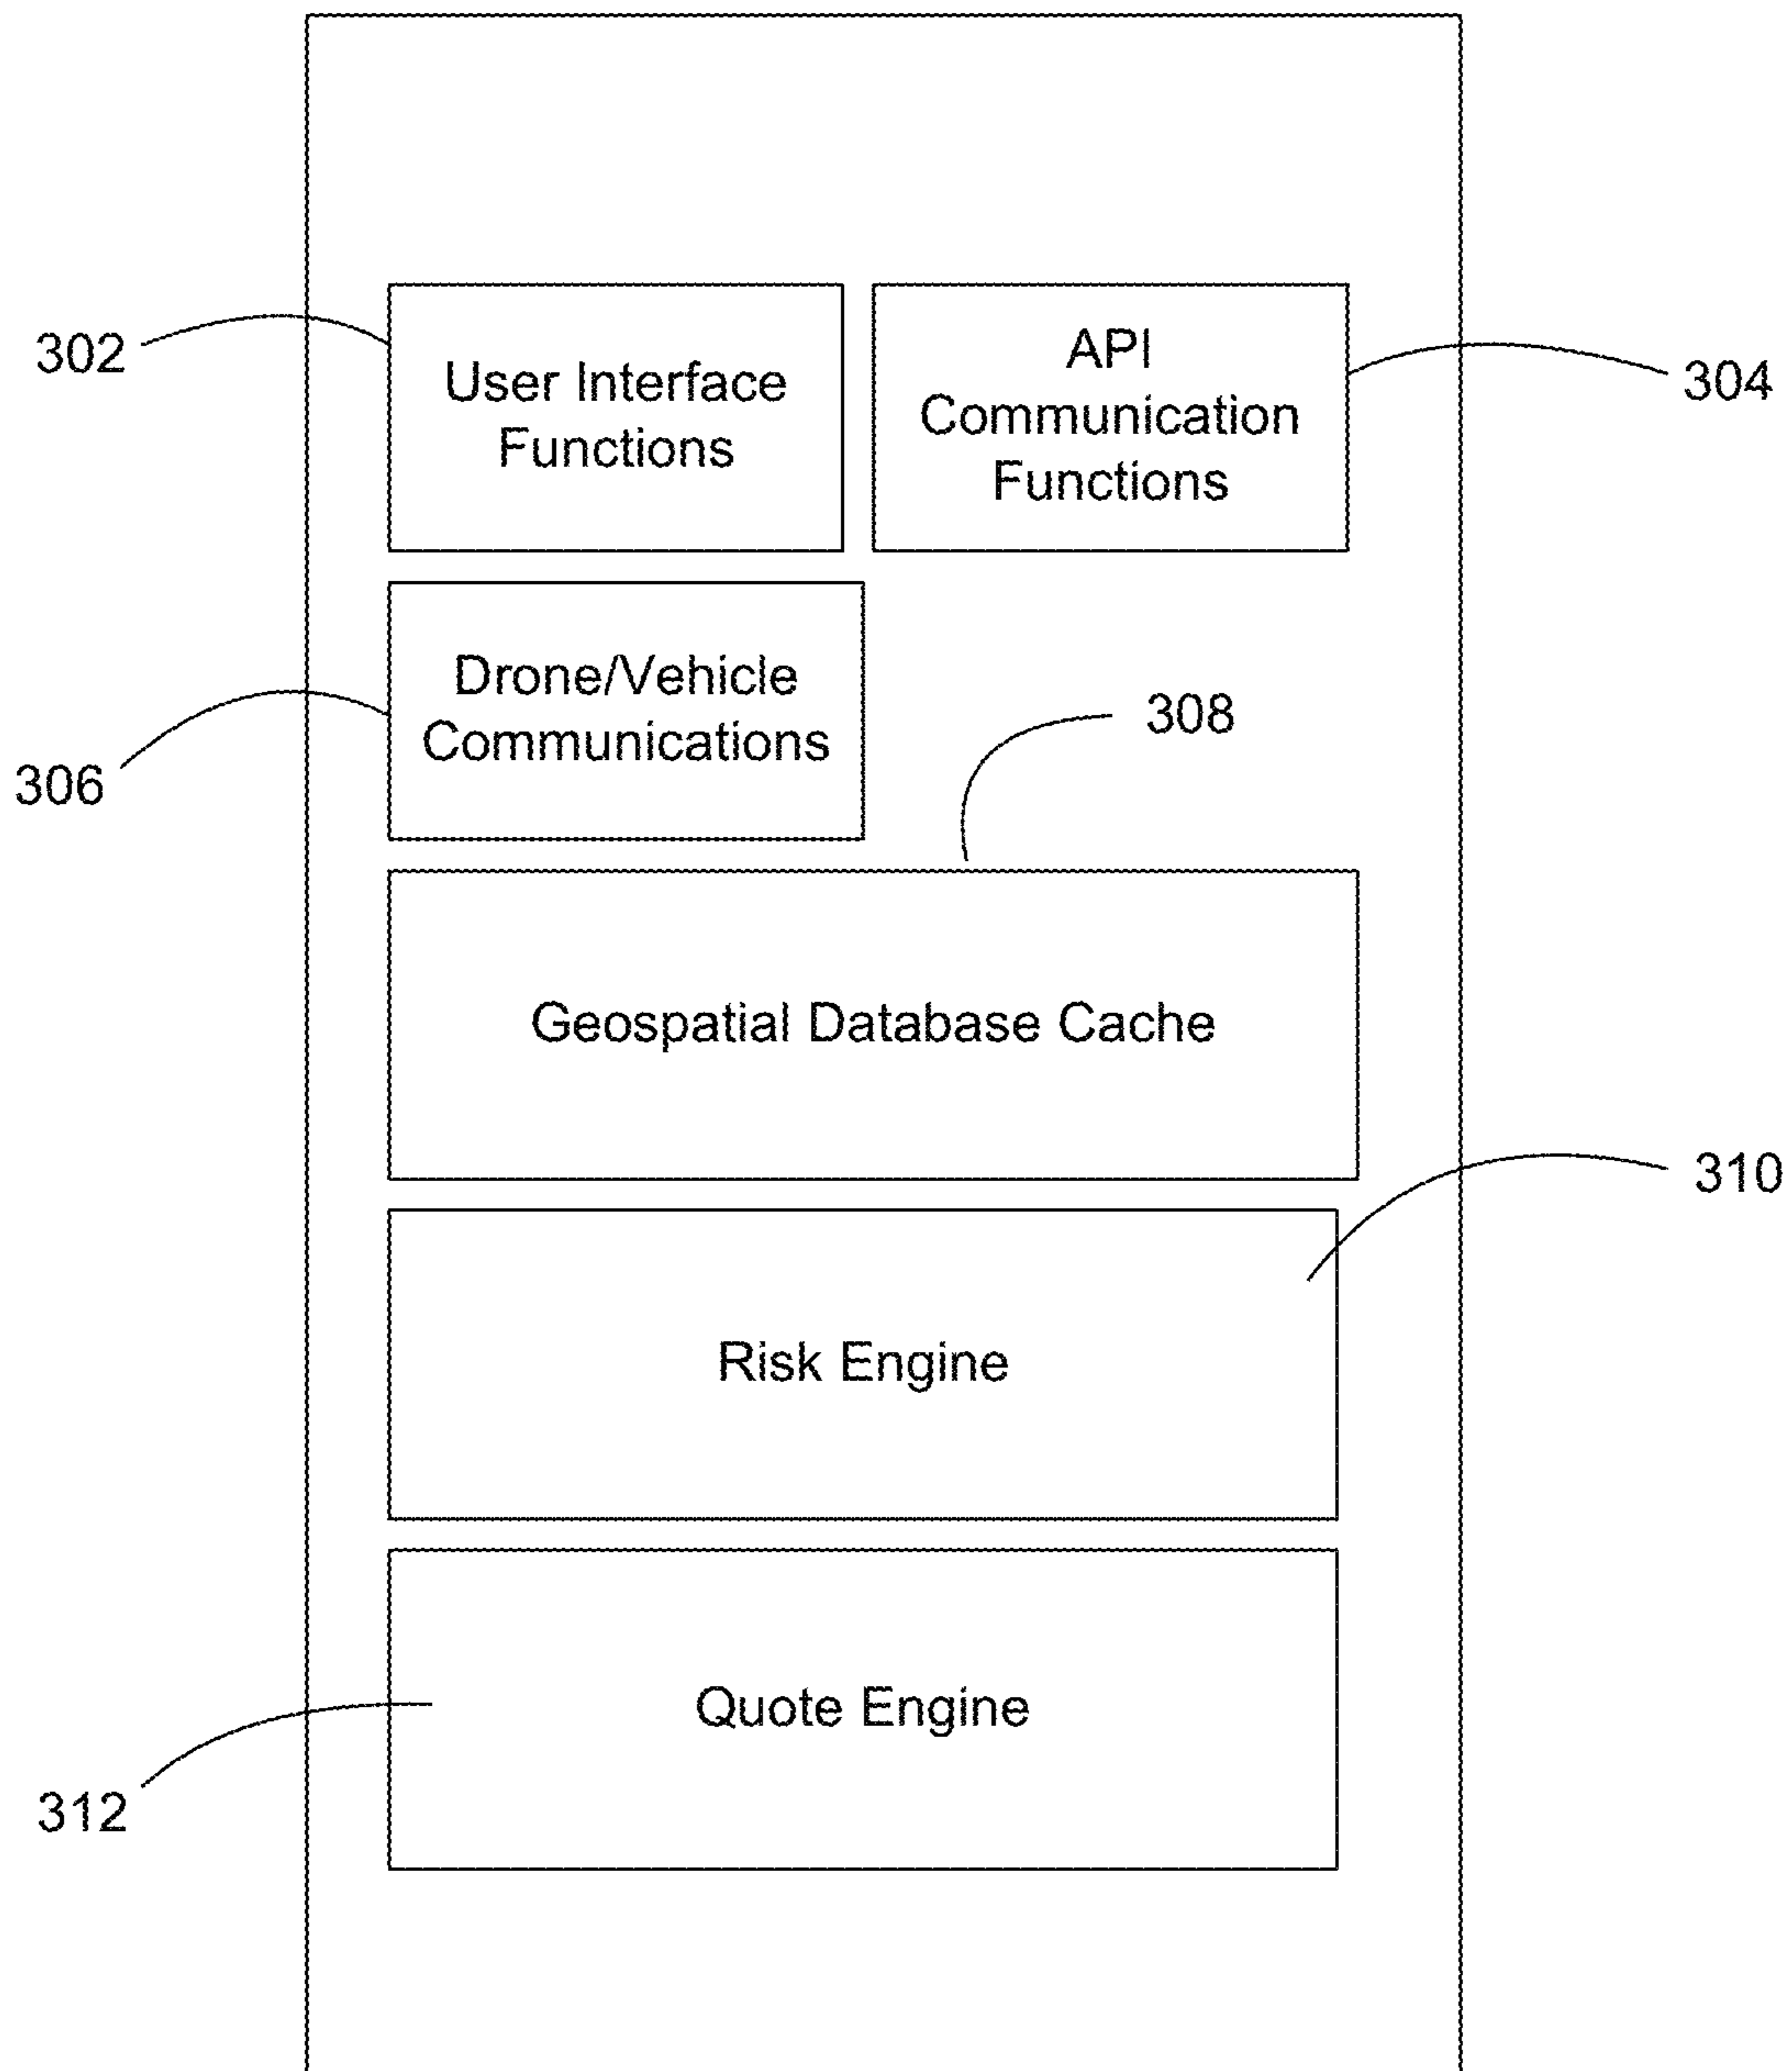 302
User Interface
Functions
API
Communication
Functions
304
306
Drone/Vehicle
Communications
308
Geospatial Database Cache
310
Risk Engine
312
Quote Engine